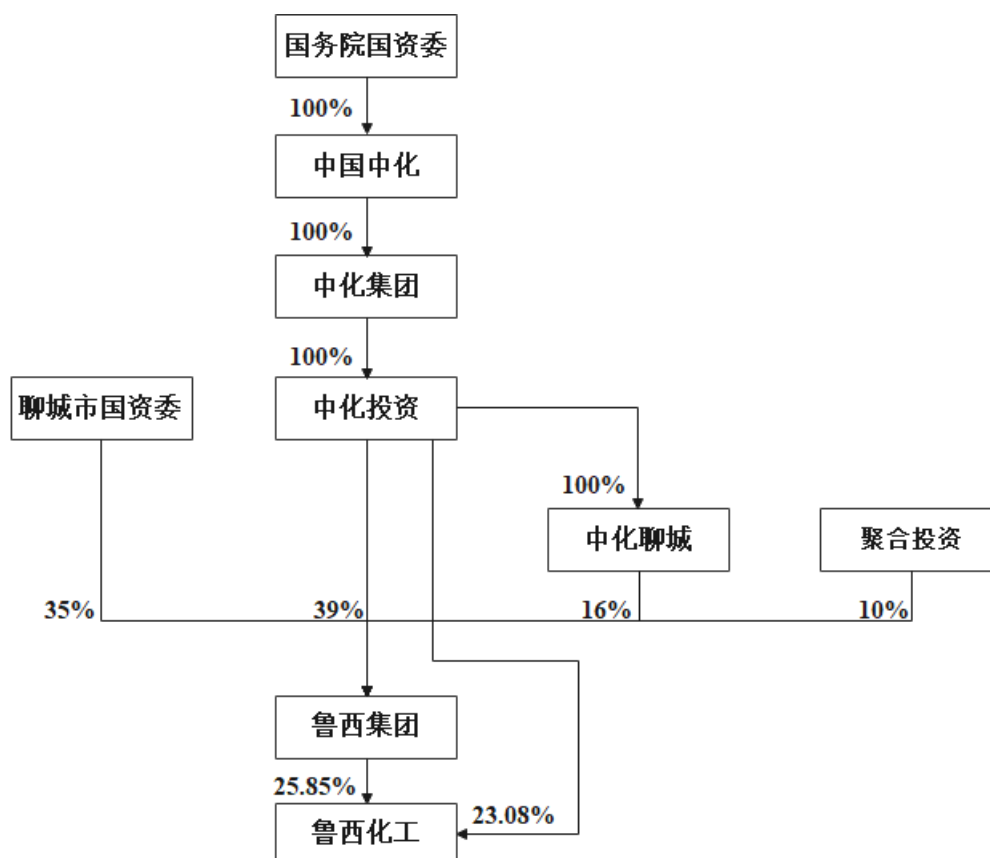 国务院国资委
100%
中国中化
100%
中化集团
100%
聊城市国资委
中化投资
100%
中化聊城
聚合投资
35%
39%
16%
10%
鲁西集团
25.85%
23.08%
鲁西化工